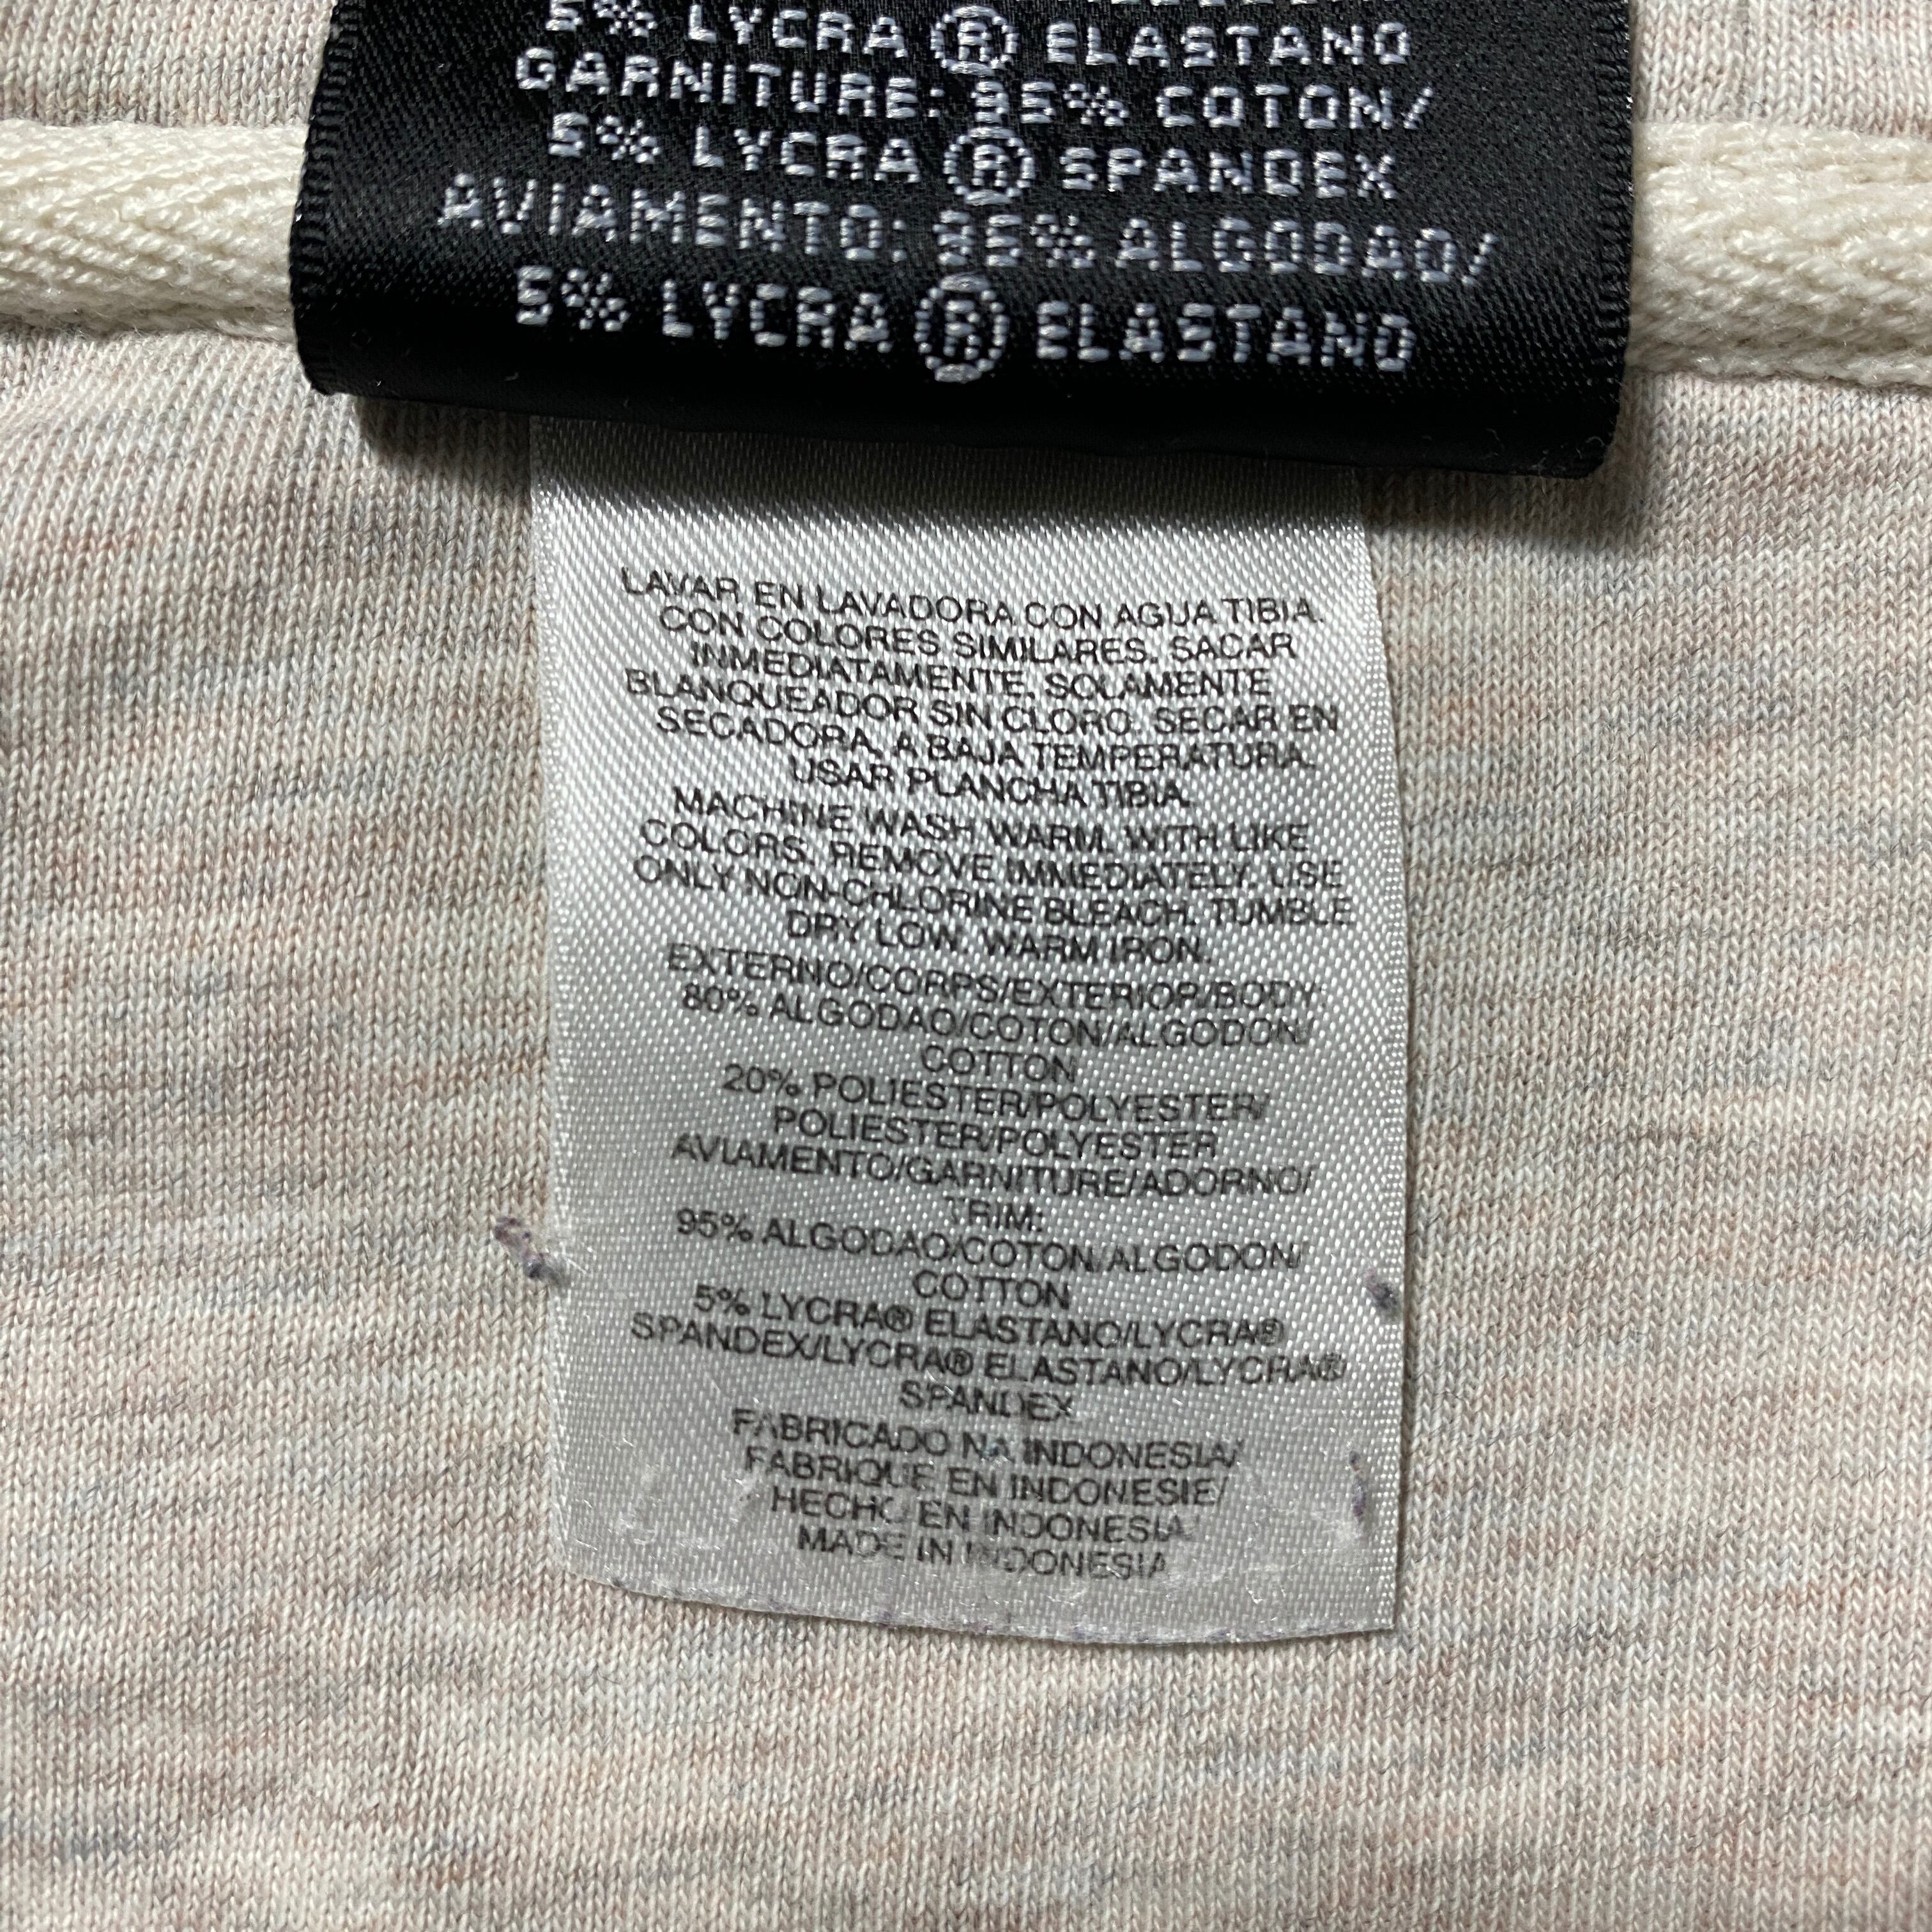 5% LYCRA ® ELASTANO
GARNITURE: 95% COTON/
5% LYCRA ® SPANDEX
AVIAMENTO: 95% ALGODAO/
5% LYCRA ® ELASTANO
LAVAR EN LAVADORA CON AGUA TIBIA.
CON COLORES SIMILARES. SACAR
INMEDIATAMENTE. SOLAMENTE
BLANQUEADOR SIN CLORO. SECAR EN
SECADORA, A BAJA TEMPERATURA.
USAR PLANCHA TIBIA.
MACHINE WASH WARM, WITH LIKE
COLORS. REMOVE IMMEDIATELY. USE
ONLY NON-CHLORINE BLEACH. TUMBLE
DRY LOW. WARM IRON.
EXTERNO/CORPS/EXTERIOR/BODY:
80% ALGODAO/COTON/ALGODON/
COTTON
20% POLIESTER/POLYESTER/
POLIESTER/POLYESTER
AVIAMENTO/GARNITURE/ADORNO/
TRIM:
95% ALGODAO/COTON/ALGODON/
COTTON
5% LYCRA® ELASTANO/LYCRA®
SPANDEX/LYCRA® ELASTANO/LYCRA®
SPANDEX
FABRICADO NA INDONESIA/
FABRIQUE EN INDONESIE/
HECHO EN INDONESIA
MADE IN INDONESIA